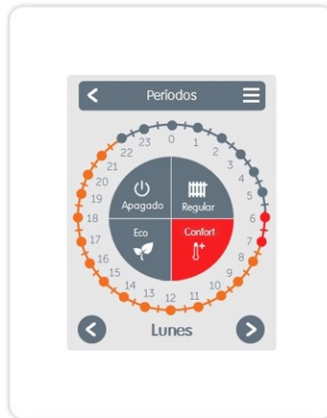 Períodos
23 0 1
22 2
21 3
20 4
19 5
18 6
17 7
16 8
15 9
14 10
13 12 11
Apagado Regular
Eco Confort
Lunes